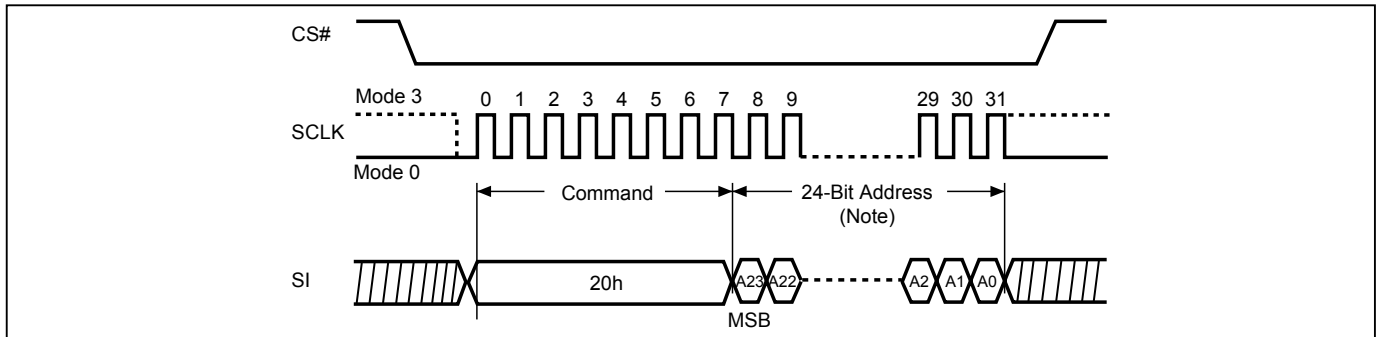 CS#
Mode 3 0 1 2 3 4 5 6 7 8 9 29 30 31
SCLK
Mode 0
Command 24-Bit Address
(Note)
SI 20h A23 A22 A2 A1 A0
MSB